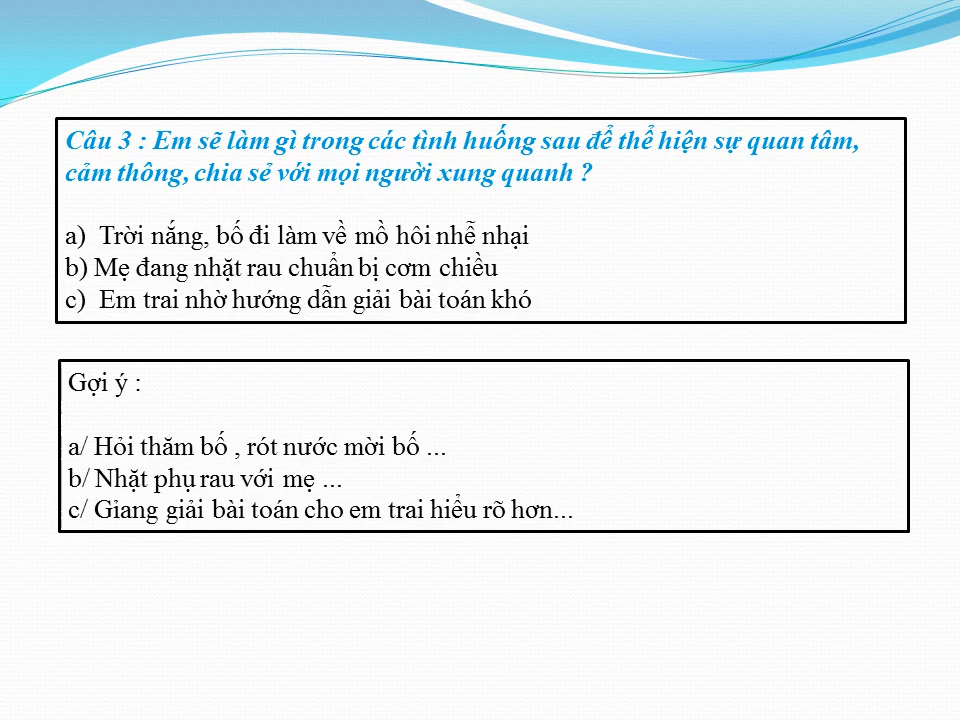 Câu 3 : Em sẽ làm gì trong các tình huống sau để thể hiện sự quan tâm,
cảm thông, chia sẻ với mọi người xung quanh ?
a) Trời nắng, bố đi làm về mồ hôi nhễ nhại
b) Mẹ đang nhặt rau chuẩn bị cơm chiều
c) Em trai nhờ hướng dẫn giải bài toán khó
Gợi ý :
a/ Hỏi thăm bố , rót nước mời bố ...
b/ Nhặt phụ rau với mẹ ...
c/ Gỉang giải bài toán cho em trai hiểu rõ hơn...